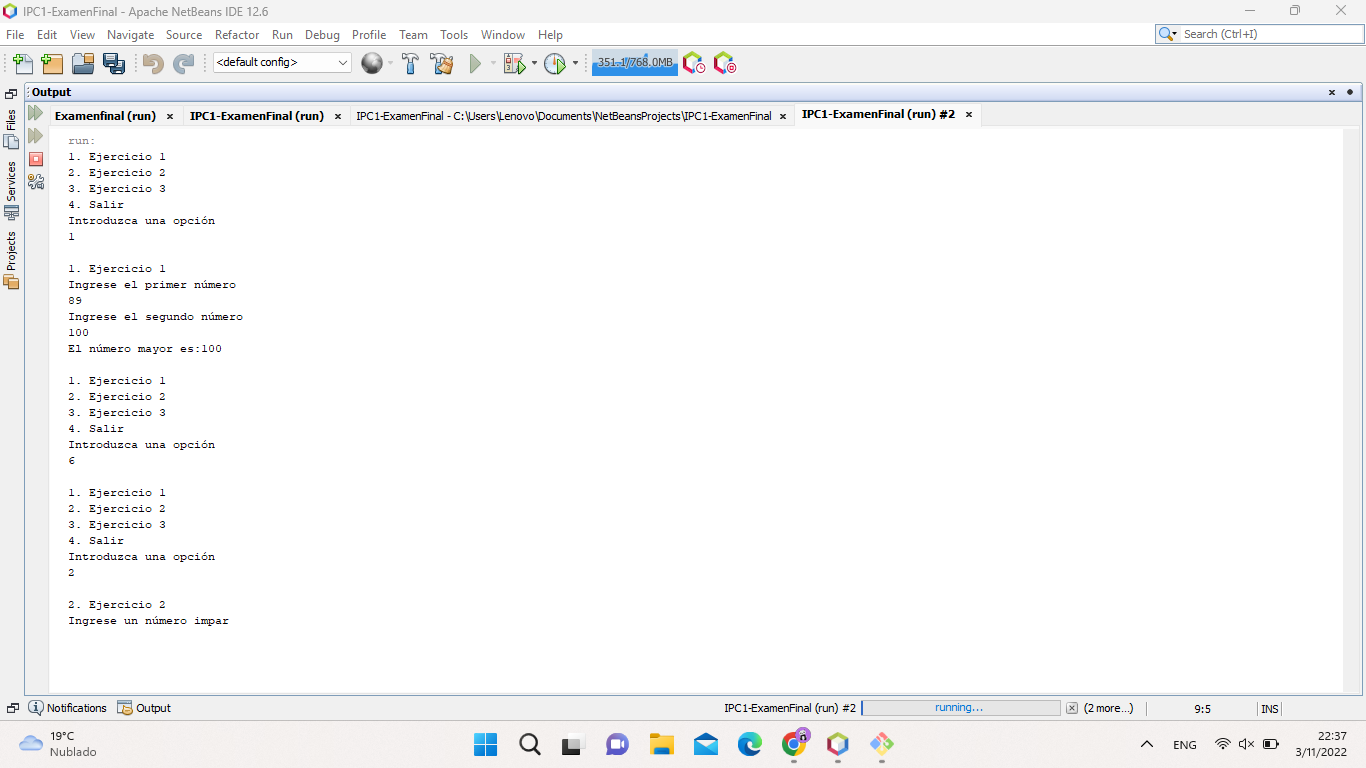 IPC1-ExamenFinal - Apache NetBeans IDE 12.6
File Edit View Navigate Source Refactor Run Debug Profile Team Tools Window Help
Search (Ctrl+I)
<default config>
351.1/768.0MB
Output
Examenfinal (run) × IPC1-ExamenFinal (run) × IPC1-ExamenFinal - C:\Users\Lenovo\Documents\NetBeansProjects\IPC1-ExamenFinal × IPC1-ExamenFinal (run) #2 ×
Files
Services
Projects
run:
1. Ejercicio 1
2. Ejercicio 2
3. Ejercicio 3
4. Salir
Introduzca una opción
1
1. Ejercicio 1
Ingrese el primer número
89
Ingrese el segundo número
100
El número mayor es:100
1. Ejercicio 1
2. Ejercicio 2
3. Ejercicio 3
4. Salir
Introduzca una opción
6
1. Ejercicio 1
2. Ejercicio 2
3. Ejercicio 3
4. Salir
Introduzca una opción
2
2. Ejercicio 2
Ingrese un número impar
Notifications Output
IPC1-ExamenFinal (run) #2 running... (2 more...) 9:5 INS
19°C
Nublado
ENG
22:37
3/11/2022